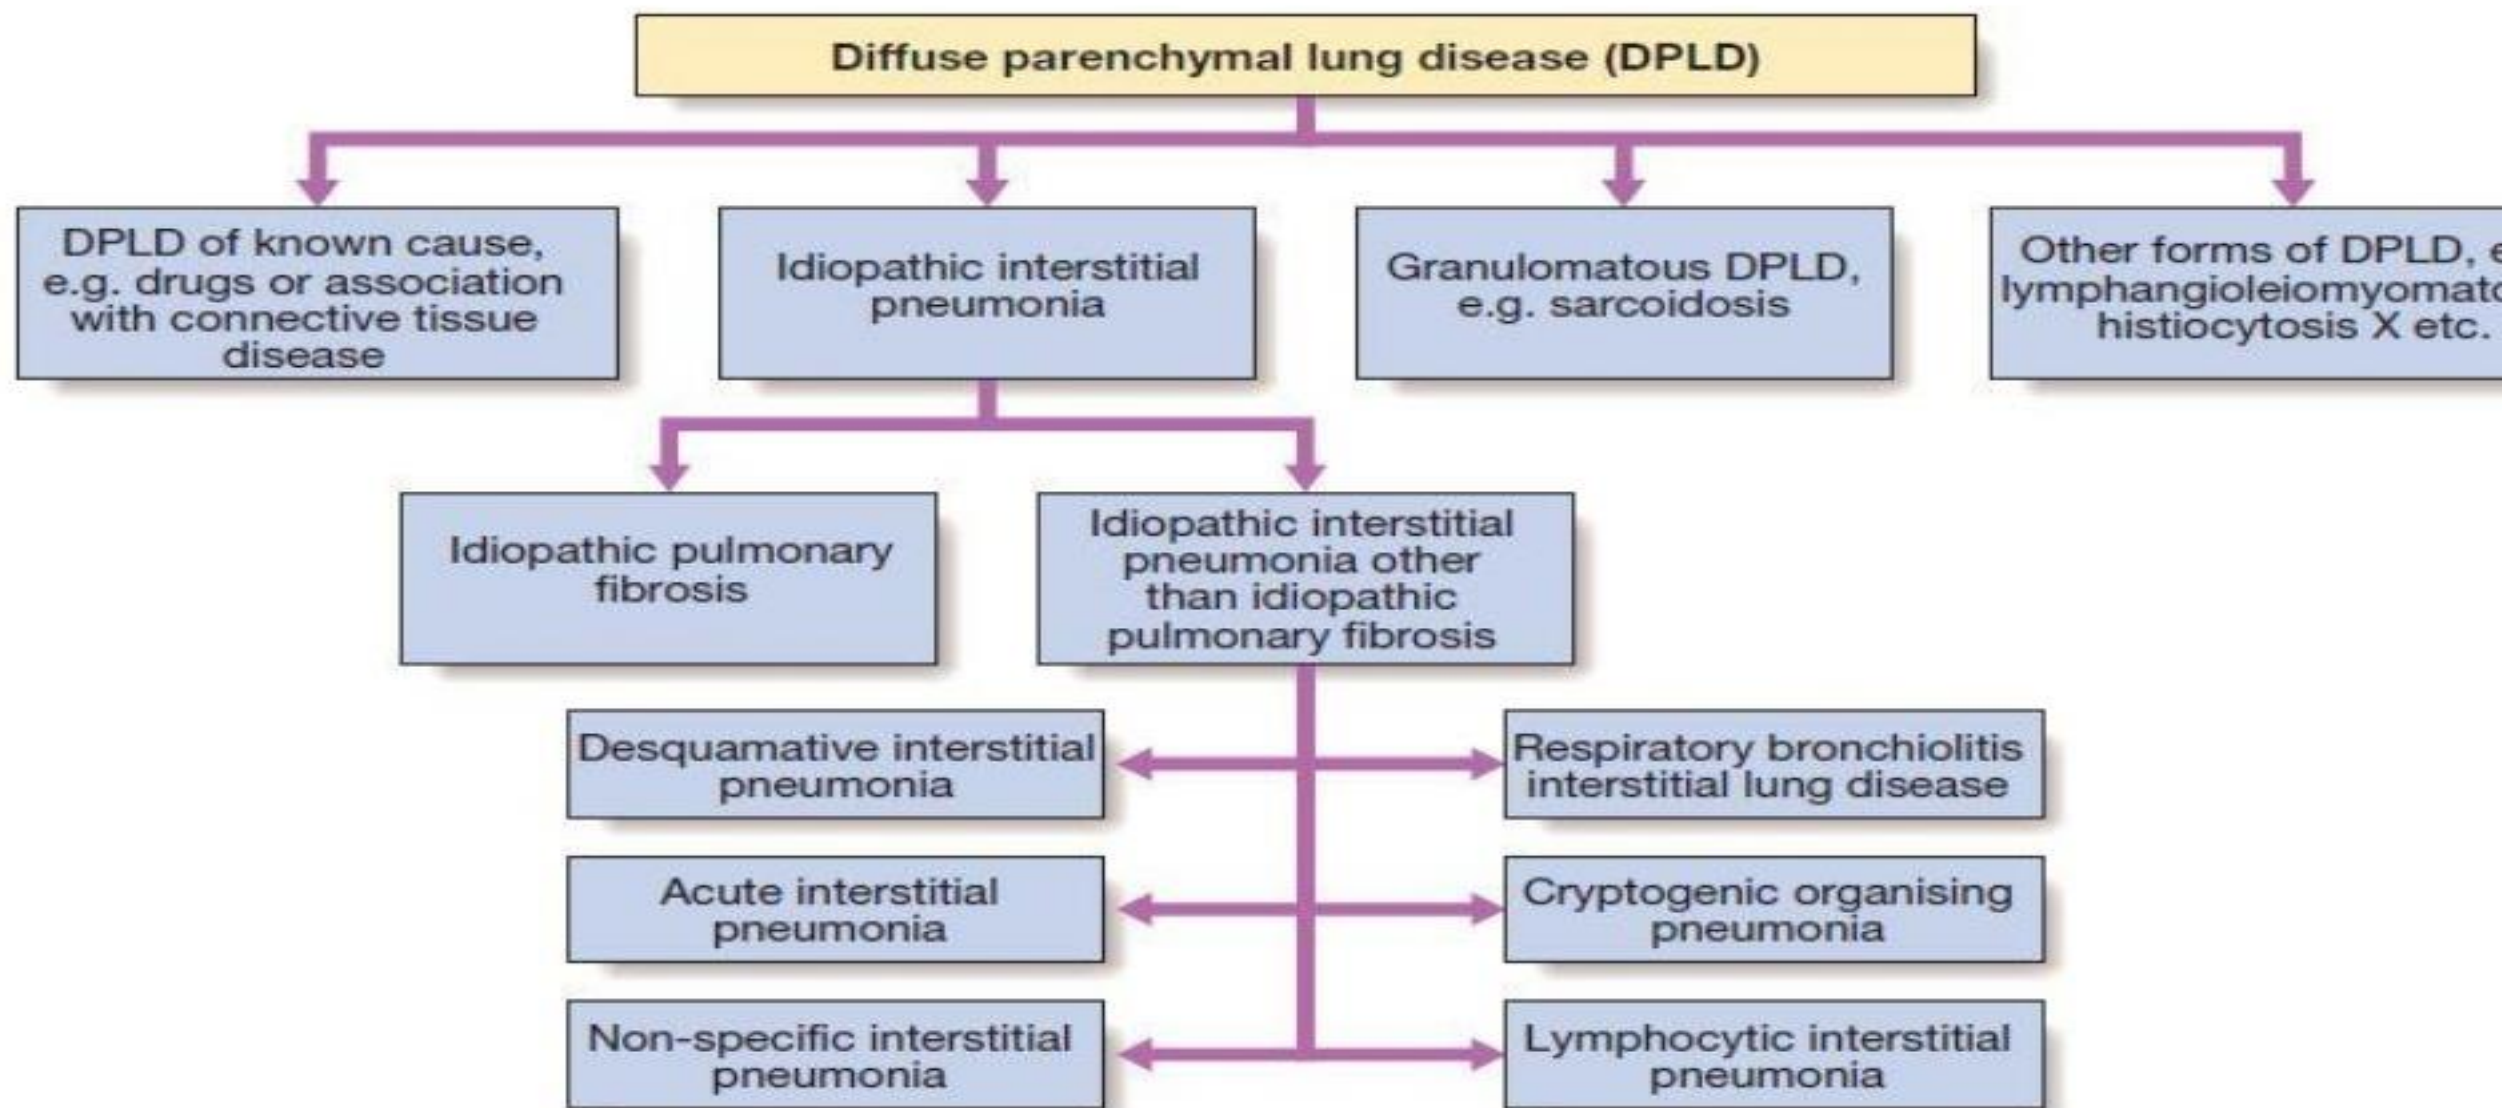 Diffuse parenchymal lung disease (DPLD)
DPLD of known cause,
e.g. drugs or association
with connective tissue
disease
Idiopathic interstitial
pneumonia
Granulomatous DPLD,
e.g. sarcoidosis
Other forms of DPLD,
histiocytosis X etc.
Idiopathic pulmonary
fibrosis
Idiopathic interstitial
pneumonia other
than idiopathic
pulmonary fibrosis
Desquamative interstitial
pneumonia
Respiratory bronchiolitis
interstitial lung disease
Acute interstitial
pneumonia
Cryptogenic organising
pneumonia
Non-specific interstitial
pneumonia
Lymphocytic interstitial
pneumonia